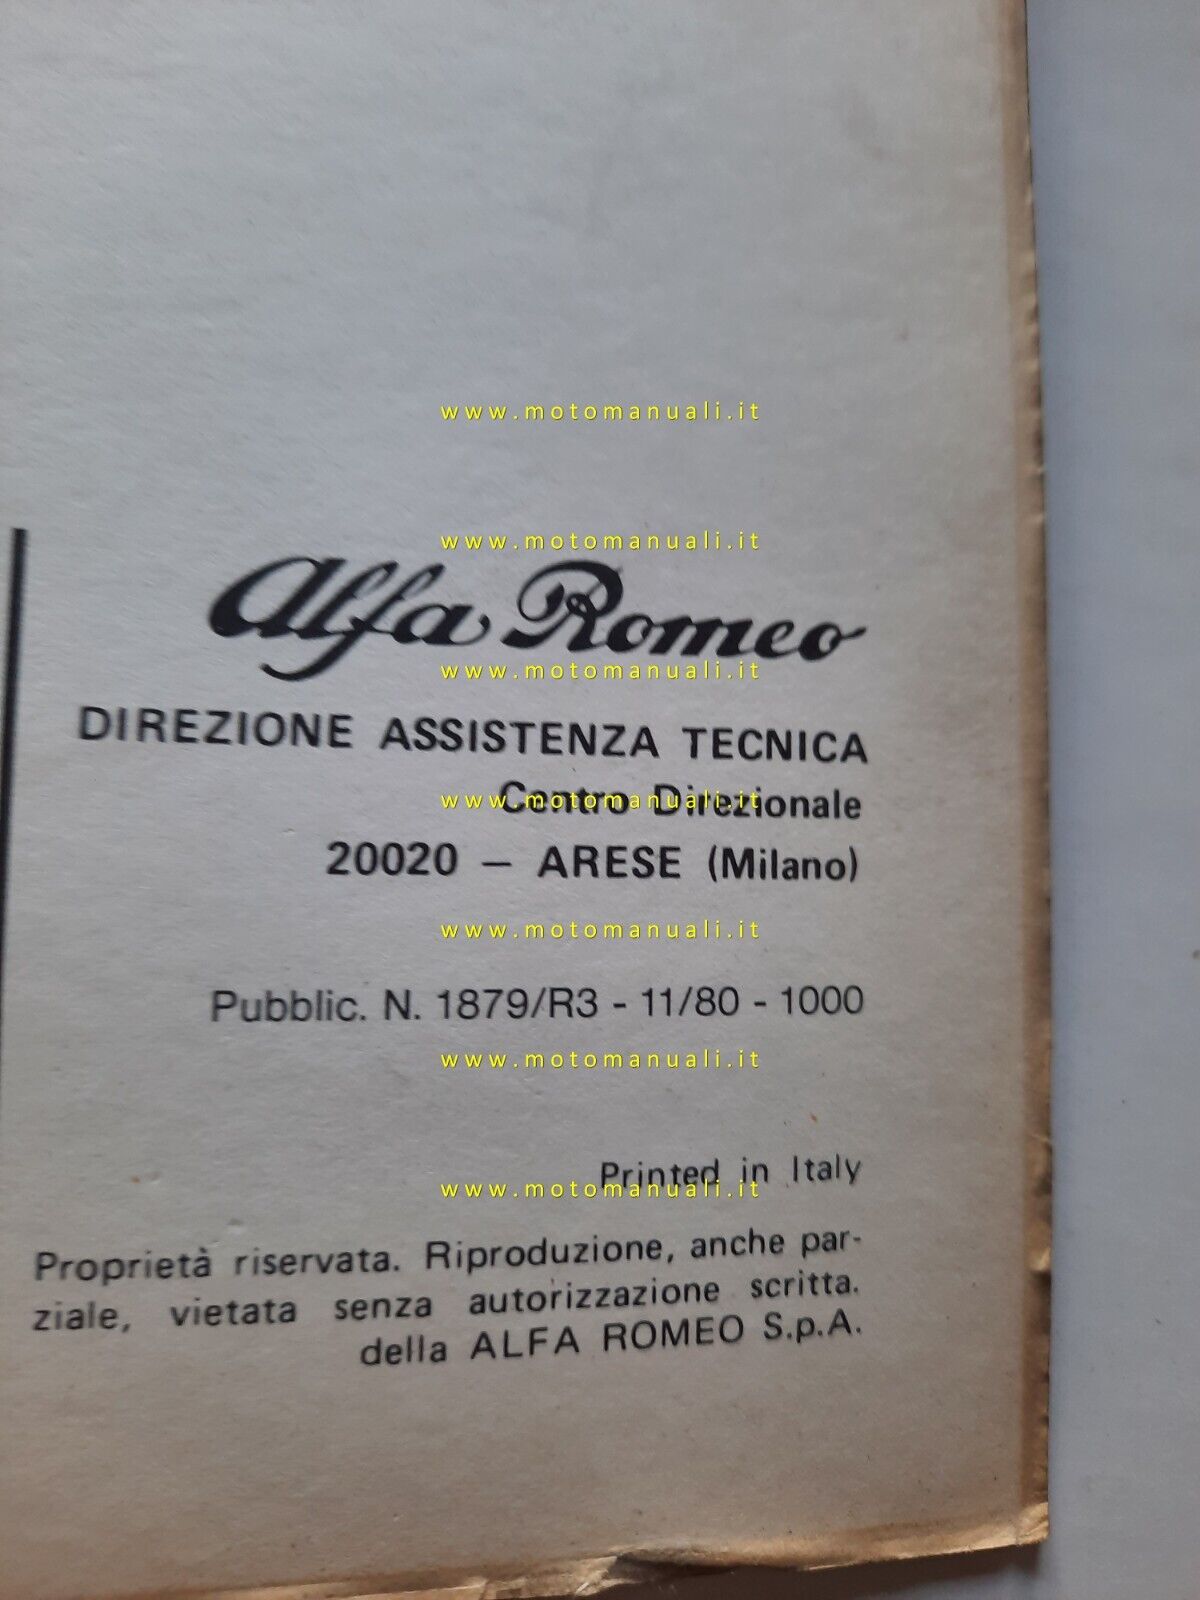 www.motomanuali.it
www.motomanuali.it
Alfa Romeo
www.motomanuali.it
DIREZIONE ASSISTENZA TECNICA
Centro Direzionale
www.motomanuali.it
20020 – ARESE (Milano)
www.motomanuali.it
Pubblic. N. 1879/R3 - 11/80 - 1000
www.motomanuali.it
Printed in Italy
www.motomanuali.it
Proprietà riservata. Riproduzione, anche par-
ziale, vietata senza autorizzazione scritta.
della ALFA ROMEO S.p.A.